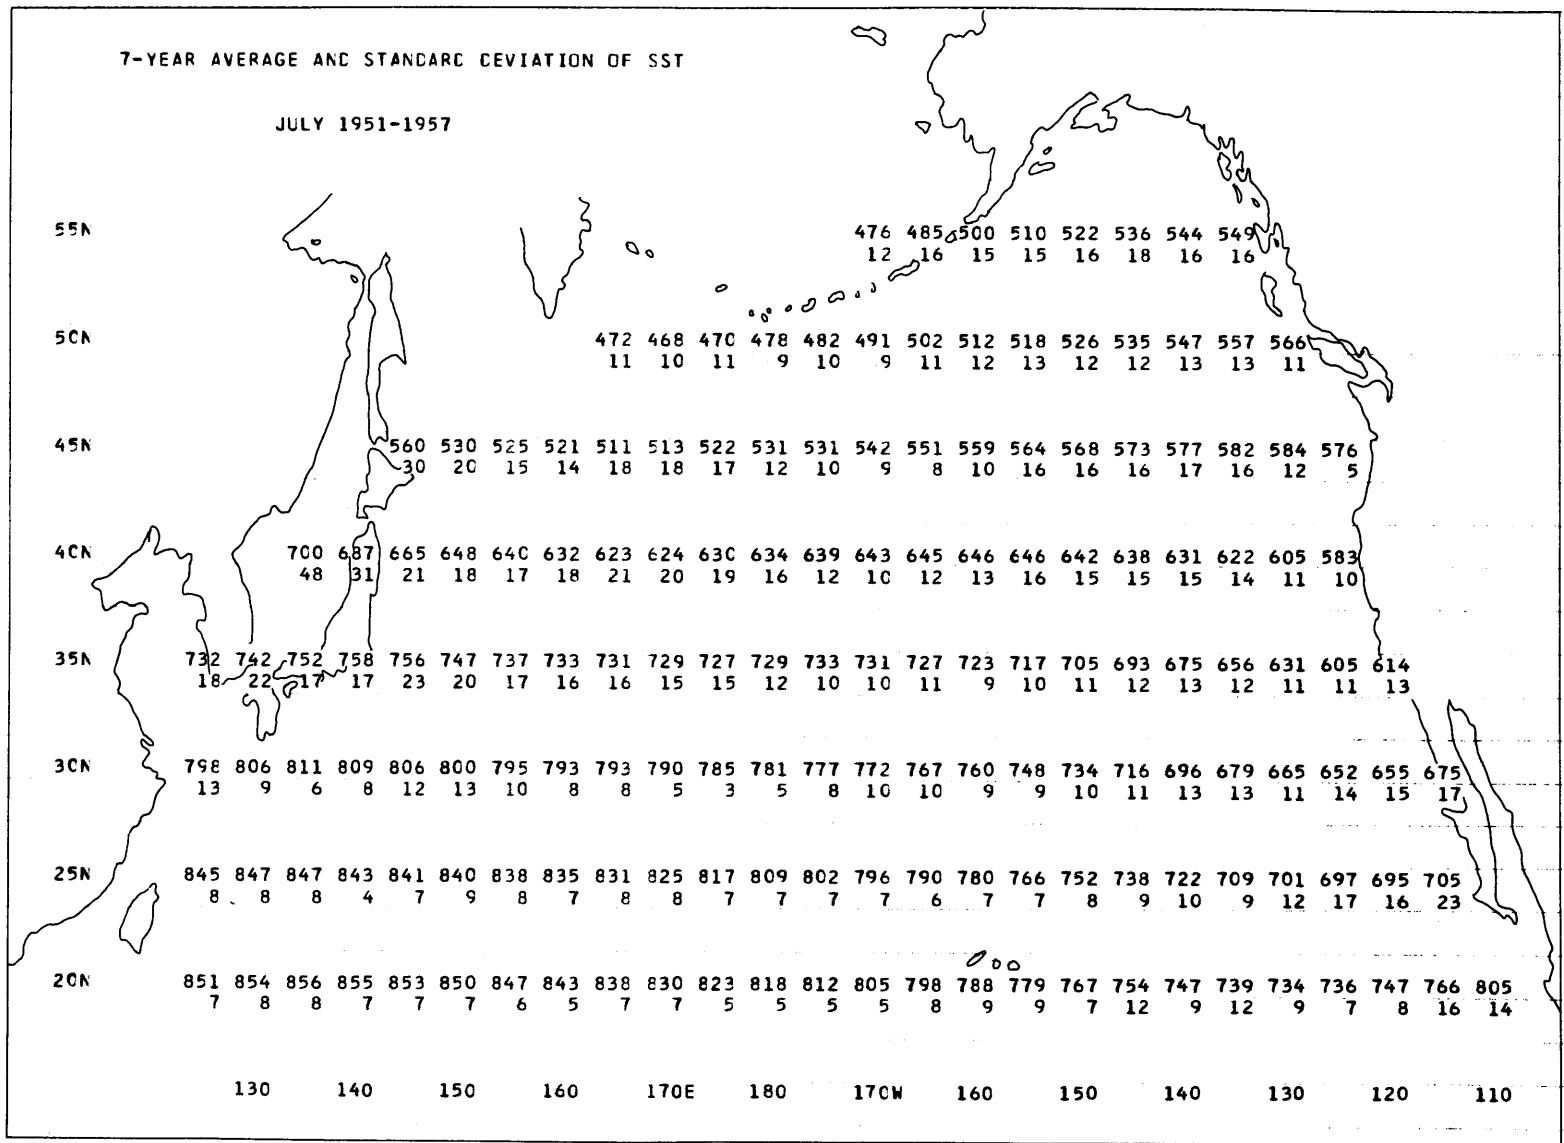 7-YEAR AVERAGE ANC STANCARC CEVIATION OF SST
JULY 1951-1957
55N 476 485 500 510 522 536 544 549
12 16 15 15 16 18 16 16
5CN 472 468 47C 478 482 491 502 512 518 526 535 547 557 566
11 10 11 9 10 9 11 12 13 12 12 13 13 11
45N 560 530 525 521 511 513 522 531 531 542 551 559 564 568 573 577 582 584 576
30 20 15 14 18 18 17 12 10 9 8 10 16 16 16 17 16 12 5
4CN 700 687 665 648 64C 632 623 624 63C 634 639 643 645 646 646 642 638 631 622 605 583
48 31 21 18 17 18 21 20 19 16 12 1C 12 13 16 15 15 15 14 11 10
35N 732 742 752 758 756 747 737 733 731 729 727 729 733 731 727 723 717 705 693 675 656 631 605 614
18 22 17 17 23 20 17 16 16 15 15 12 10 1C 11 9 10 11 12 13 12 11 11 13
3CN 798 806 811 809 806 800 795 793 793 790 785 781 777 772 767 760 748 734 716 696 679 665 652 655 675
13 9 6 8 12 13 10 8 8 5 3 5 8 1C 10 9 9 10 11 13 13 11 14 15 17
25N 845 847 847 843 841 840 838 835 831 825 817 809 802 796 790 780 766 752 738 722 709 701 697 695 705
8 8 8 4 7 9 8 7 8 8 7 7 7 7 6 7 7 8 9 10 9 12 17 16 23
2CN 851 854 856 855 853 850 847 843 838 830 823 818 812 805 798 788 779 767 754 747 739 734 736 747 766 805
7 8 8 7 7 7 6 5 7 7 5 5 5 5 8 9 9 7 12 9 12 9 7 8 16 14
130 140 150 160 170E 180 17CW 160 150 140 130 120 110